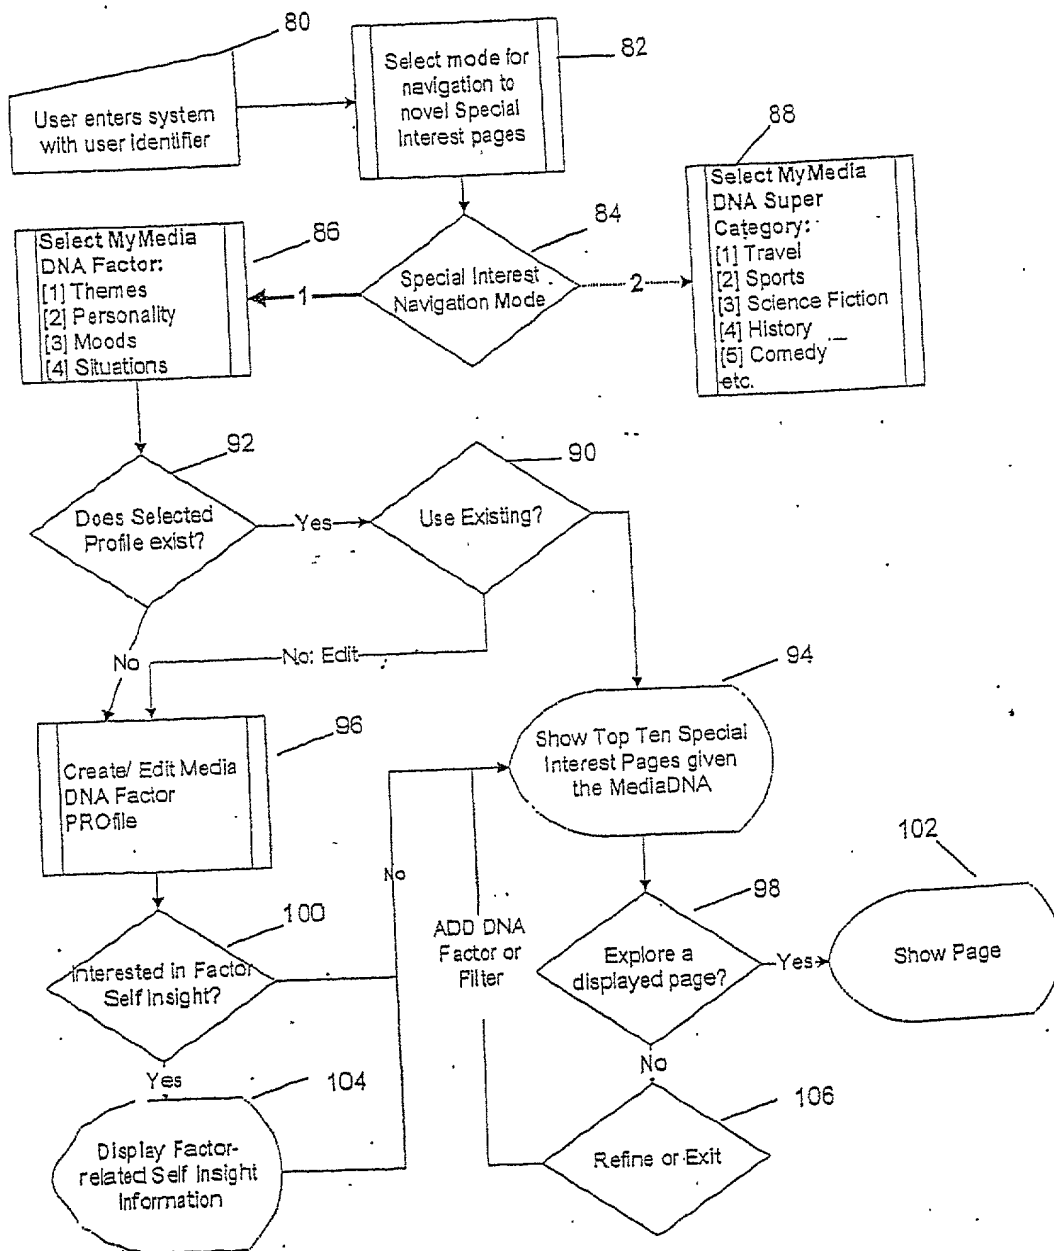 80
User enters system
with user identifier
82
Select mode for
navigation to
novel Special
Interest pages
88
Select MyMedia
DNA Super
Category:
[1] Travel
[2] Sports
[3] Science Fiction
[4] History
[5] Comedy
etc.
84
Special Interest
Navigation Mode
1
2
86
Select MyMedia
DNA Factor:
[1] Themes
[2] Personality
[3] Moods
[4] Situations
92
Does Selected
Profile exist?
Yes
90
Use Existing?
No
No: Edit
94
Show Top Ten Special
Interest Pages given
the MediaDNA
96
Create/ Edit Media
DNA Factor
PROfile
No
100
Interested in Factor
Self Insight?
ADD DNA
Factor or
Filter
98
Explore a
displayed page?
Yes
102
Show Page
Yes
104
Display Factor-
related Self Insight
Information
No
106
Refine or Exit